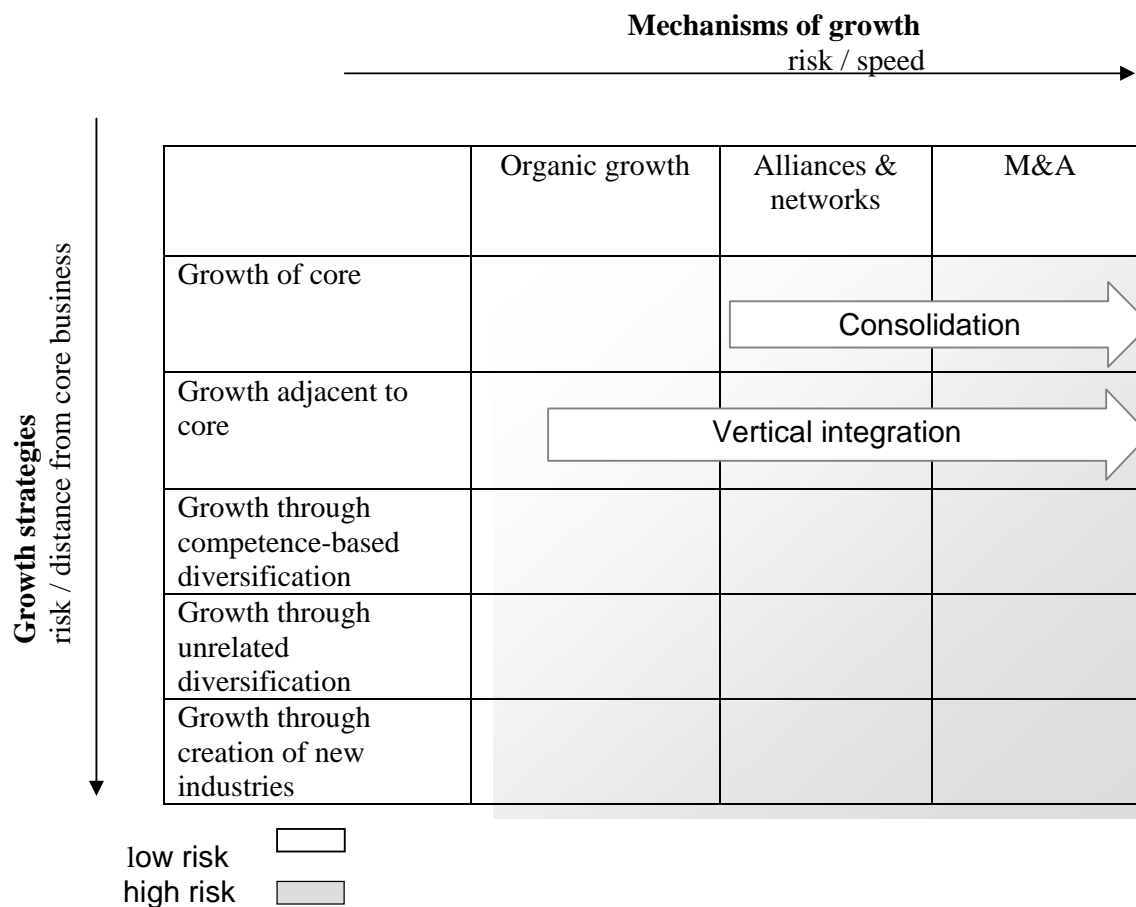 Mechanisms of growth
risk / speed
Growth strategies
risk / distance from core business
Organic growth
Alliances &
networks
M&A
Growth of core
Consolidation
Growth adjacent to
core
Vertical integration
Growth through
competence-based
diversification
Growth through
unrelated
diversification
Growth through
creation of new
industries
low risk
high risk